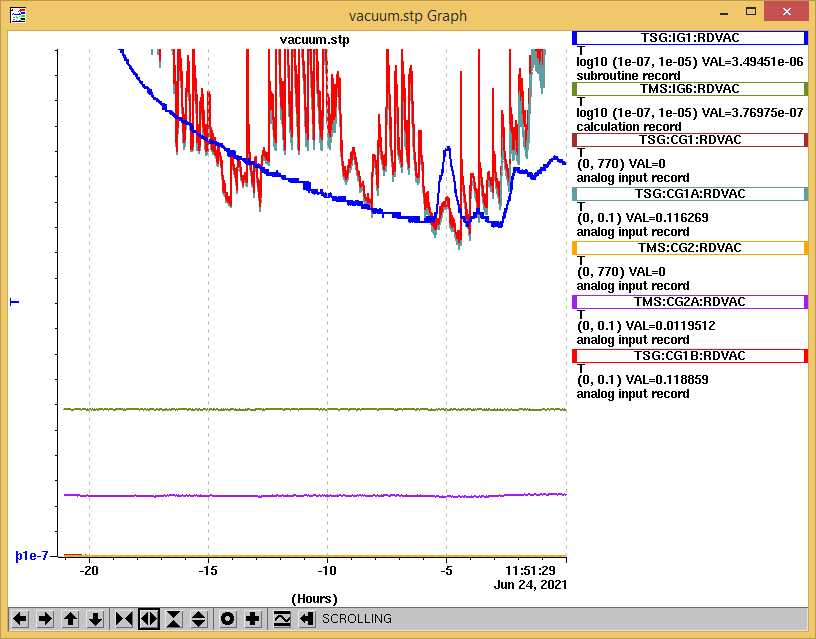 vacuum.stp Graph
vacuum.stp
TSG:IG1:RDVAC
T
log10 (1e-07, 1e-05) VAL=3.49451e-06
subroutine record
TMS:IG6:RDVAC
T
log10 (1e-07, 1e-05) VAL=3.76975e-07
calculation record
TSG:CG1:RDVAC
T
(0, 770) VAL=0
analog input record
TSG:CG1A:RDVAC
T
(0, 0.1) VAL=0.116269
analog input record
TMS:CG2:RDVAC
T
(0, 770) VAL=0
analog input record
TMS:CG2A:RDVAC
T
(0, 0.1) VAL=0.0119512
analog input record
TSG:CG1B:RDVAC
T
(0, 0.1) VAL=0.118859
analog input record
T
1e-7
-20 -15 -10 -5 11:51:29
Jun 24, 2021
(Hours)
SCROLLING